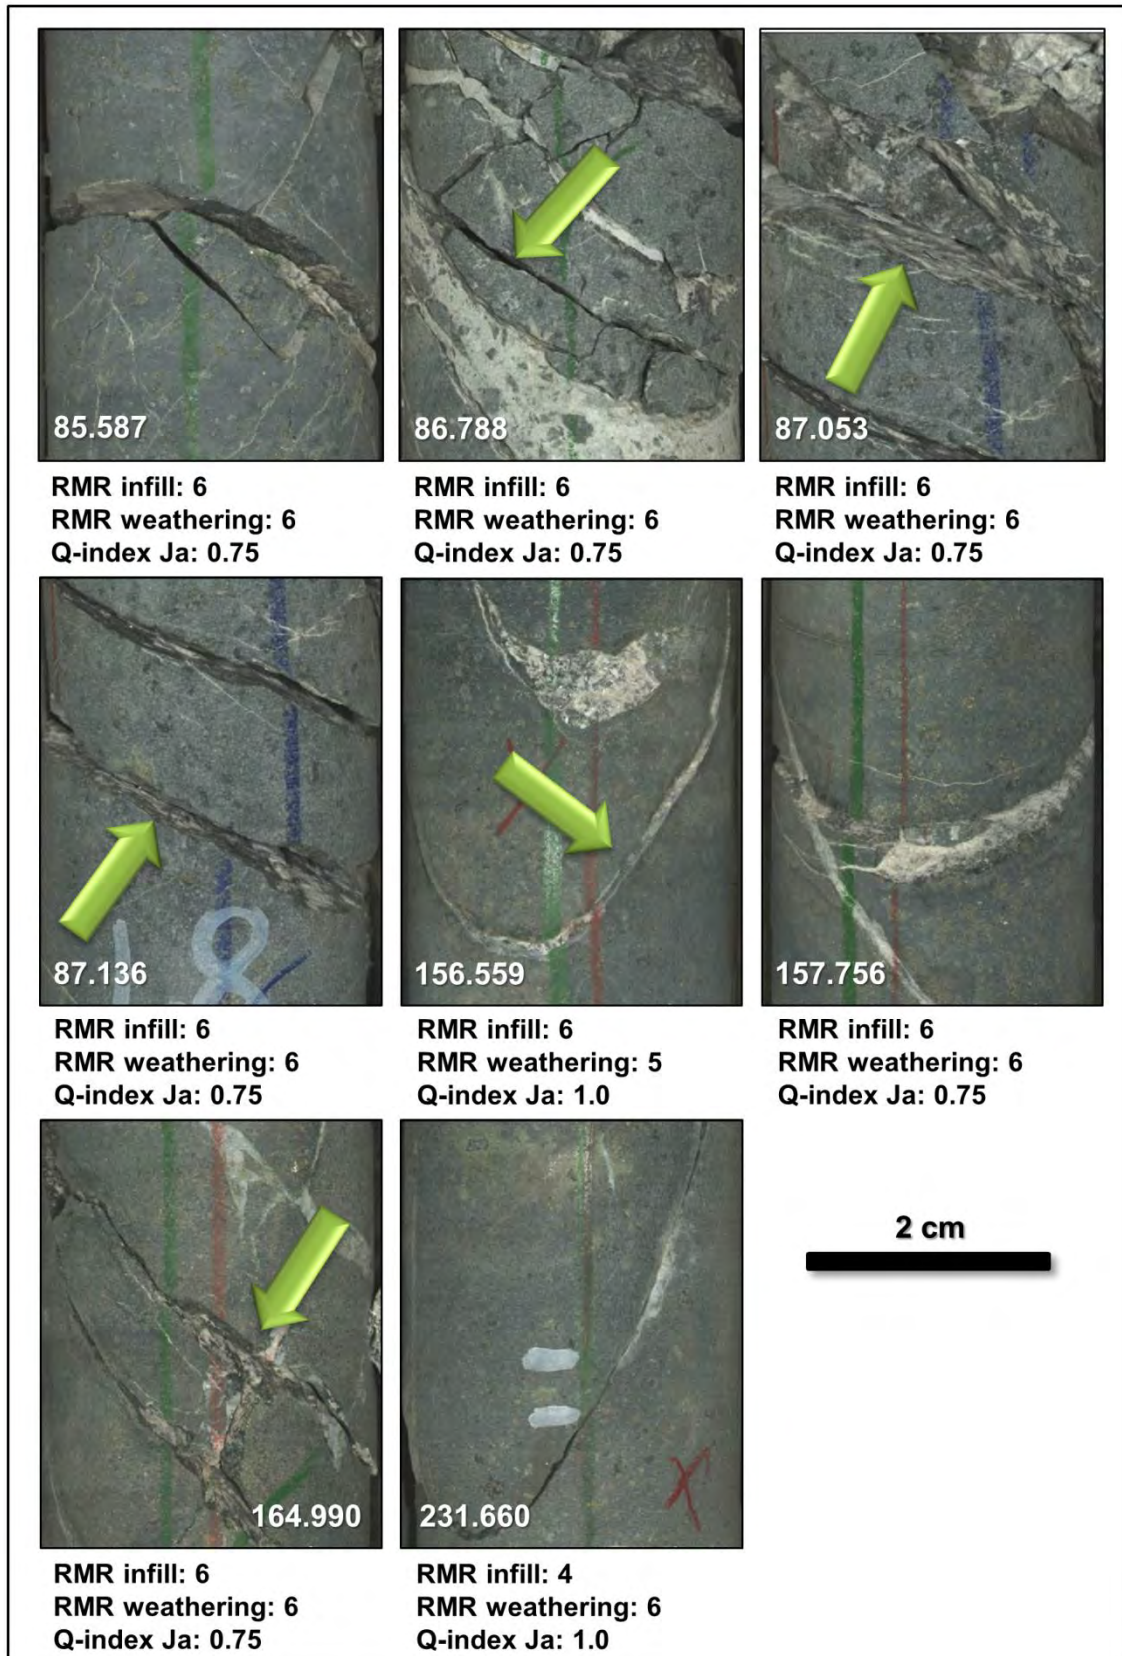 85.587
86.788
87.053
RMR infill: 6
RMR weathering: 6
Q-index Ja: 0.75
RMR infill: 6
RMR weathering: 6
Q-index Ja: 0.75
RMR infill: 6
RMR weathering: 6
Q-index Ja: 0.75
18
87.136
156.559
157.756
RMR infill: 6
RMR weathering: 6
Q-index Ja: 0.75
RMR infill: 6
RMR weathering: 5
Q-index Ja: 1.0
RMR infill: 6
RMR weathering: 6
Q-index Ja: 0.75
2 cm
X
164.990
231.660
RMR infill: 6
RMR weathering: 6
Q-index Ja: 0.75
RMR infill: 4
RMR weathering: 6
Q-index Ja: 1.0